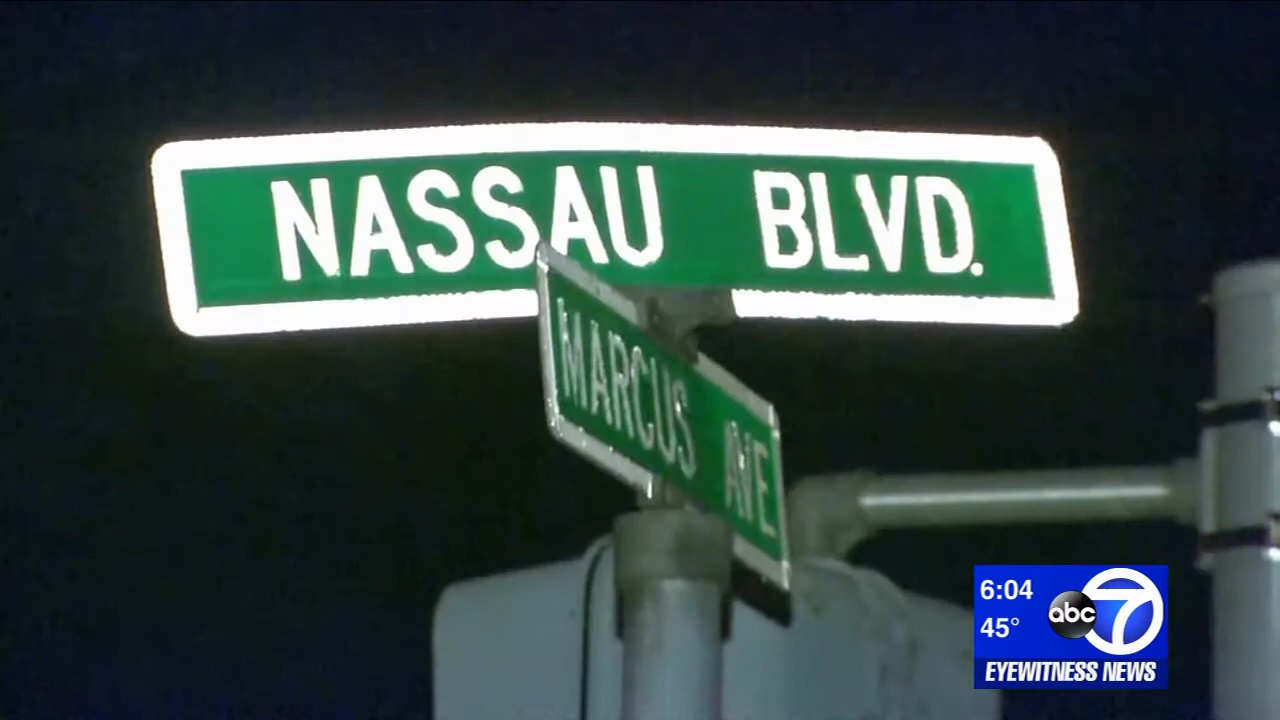 NASSAU BLVD.
MARCUS AVE
6:04
45°
abc 7
EYEWITNESS NEWS